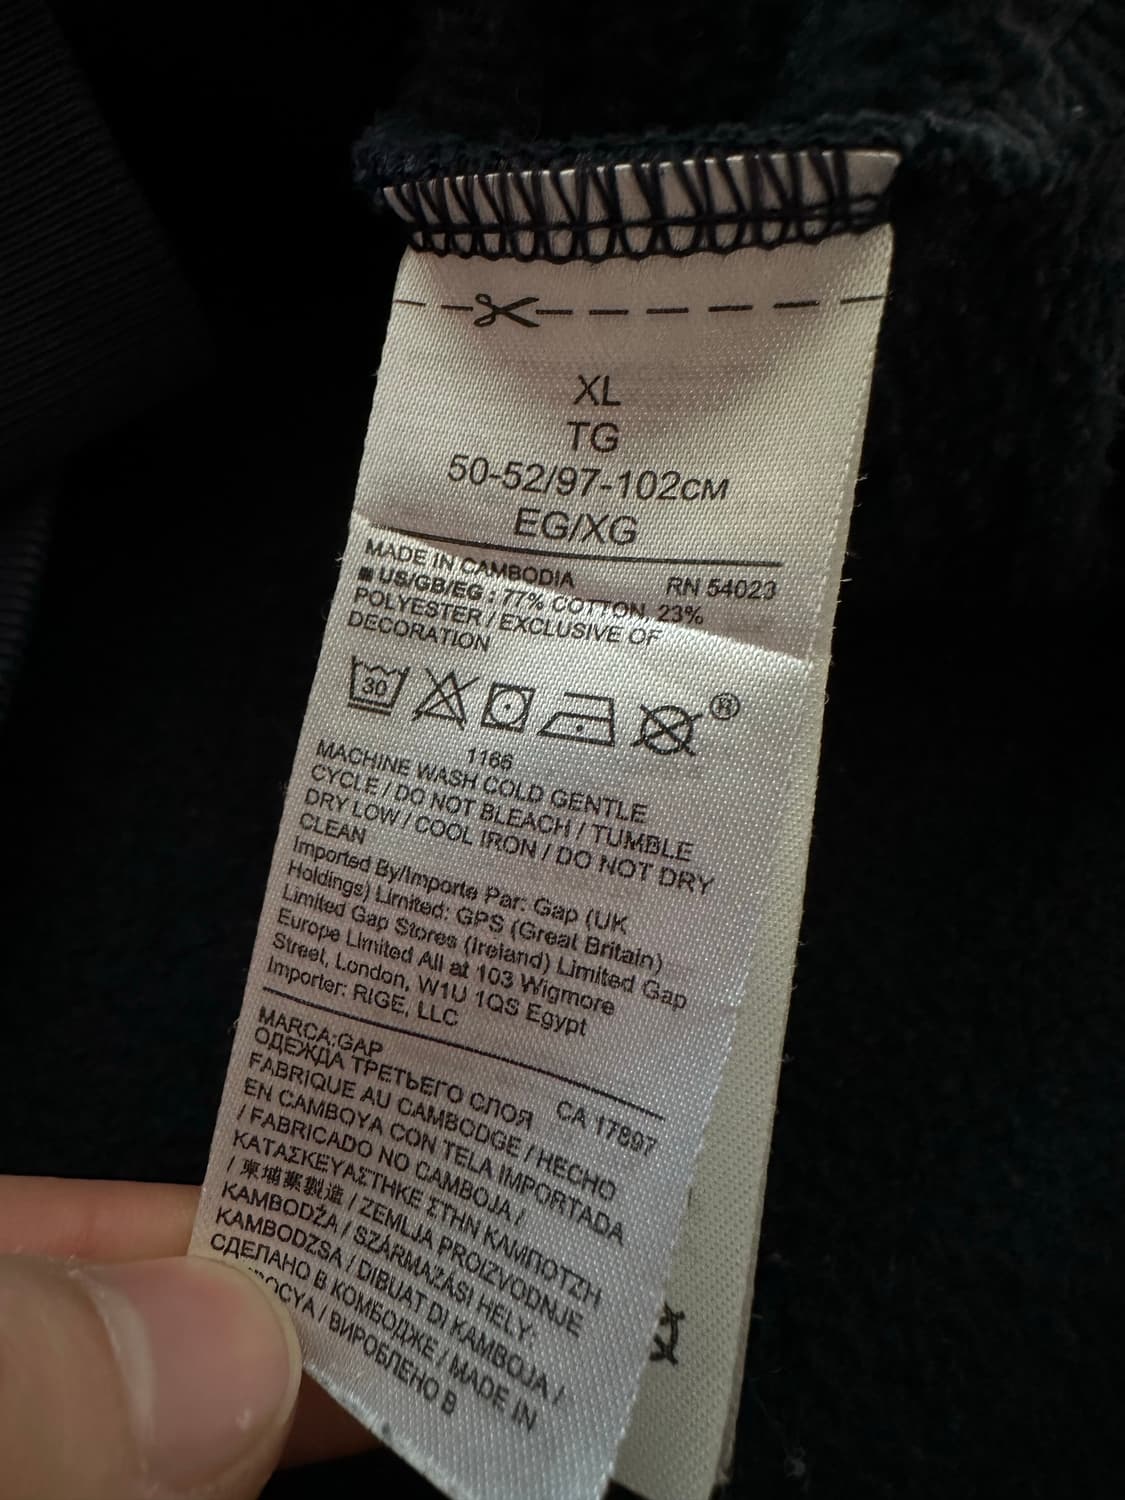 XL
TG
50-52/97-102СМ
EG/XG
MADE IN CAMBODIA RN 54023
■ US/GB/EG : 77% COTTON, 23%
POLYESTER / EXCLUSIVE OF
DECORATION
30
®
1166
MACHINE WASH COLD GENTLE
CYCLE / DO NOT BLEACH / TUMBLE
DRY LOW / COOL IRON / DO NOT DRY
CLEAN
Imported By/Importe Par: Gap (UK
Holdings) Limited: GPS (Great Britain)
Limited Gap Stores (Ireland) Limited Gap
Europe Limited All at 103 Wigmore
Street, London, W1U 1QS Egypt
Importer: RIGE, LLC
MARCA:GAP
ОДЕЖДА ТРЕТЬЕГО СЛОЯ CA 17897
FABRIQUE AU CAMBODGE / HECHO
EN CAMBOYA CON TELA IMPORTADA
/ FABRICADO NO CAMBOJA /
ΚΑΤΑΣΚΕΥΑΣΤΗΚΕ ΣΤΗΝ ΚΑΜΠΟΤΖΗ
/ 柬埔寨製造 / ZEMLJA PROIZVODNJE
KAMBODŽA / SZÁRMAZÁSI HELY:
KAMBODZSA / DIBUAT DI KAMBOJA /
СДЕЛАНО В КОМБОДЖЕ / MADE IN
/ ВИРОБЛЕНО В